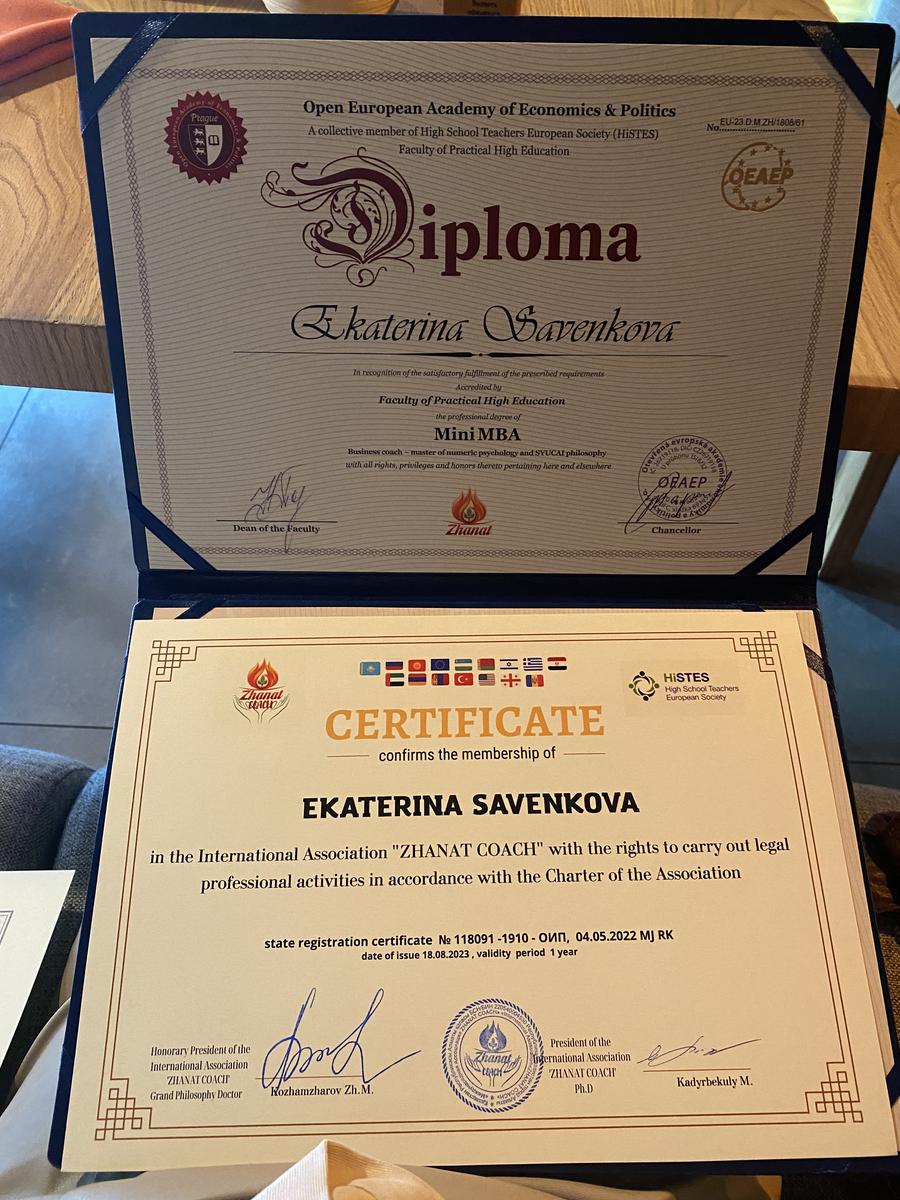 Open European Academy of Economics & Politics
A collective member of High School Teachers European Society (HiSTES)
Faculty of Practical High Education
No. EU-23 D.M.ZH/1808/61
Prague
OEAEP
Diploma
Ekaterina Savenkova
In recognition of the satisfactory fulfillment of the prescribed requirements
Accredited by
Faculty of Practical High Education
the professional degree of
Mini MBA
Business coach – master of numeric psychology and SYUCAI philosophy
with all rights, privileges and honors thereto pertaining here and elsewhere
Otevřená evropská akademie
OEAEP
Dean of the Faculty
Zhanat
Chancellor
Zhanat
COACH
HiSTES
High School Teachers
European Society
CERTIFICATE
confirms the membership of
EKATERINA SAVENKOVA
in the International Association "ZHANAT COACH" with the rights to carry out legal
professional activities in accordance with the Charter of the Association
state registration certificate № 118091 -1910 - ОИП, 04.05.2022 MJ RK
date of issue 18.08.2023 , validity period 1 year
Honorary President of the
International Association
'ZHANAT COACH'
Grand Philosophy Doctor
Kozhamzharov Zh.M.
Zhanat
COACH
President of the
International Association
'ZHANAT COACH'
Ph.D
Kadyrbekuly M.